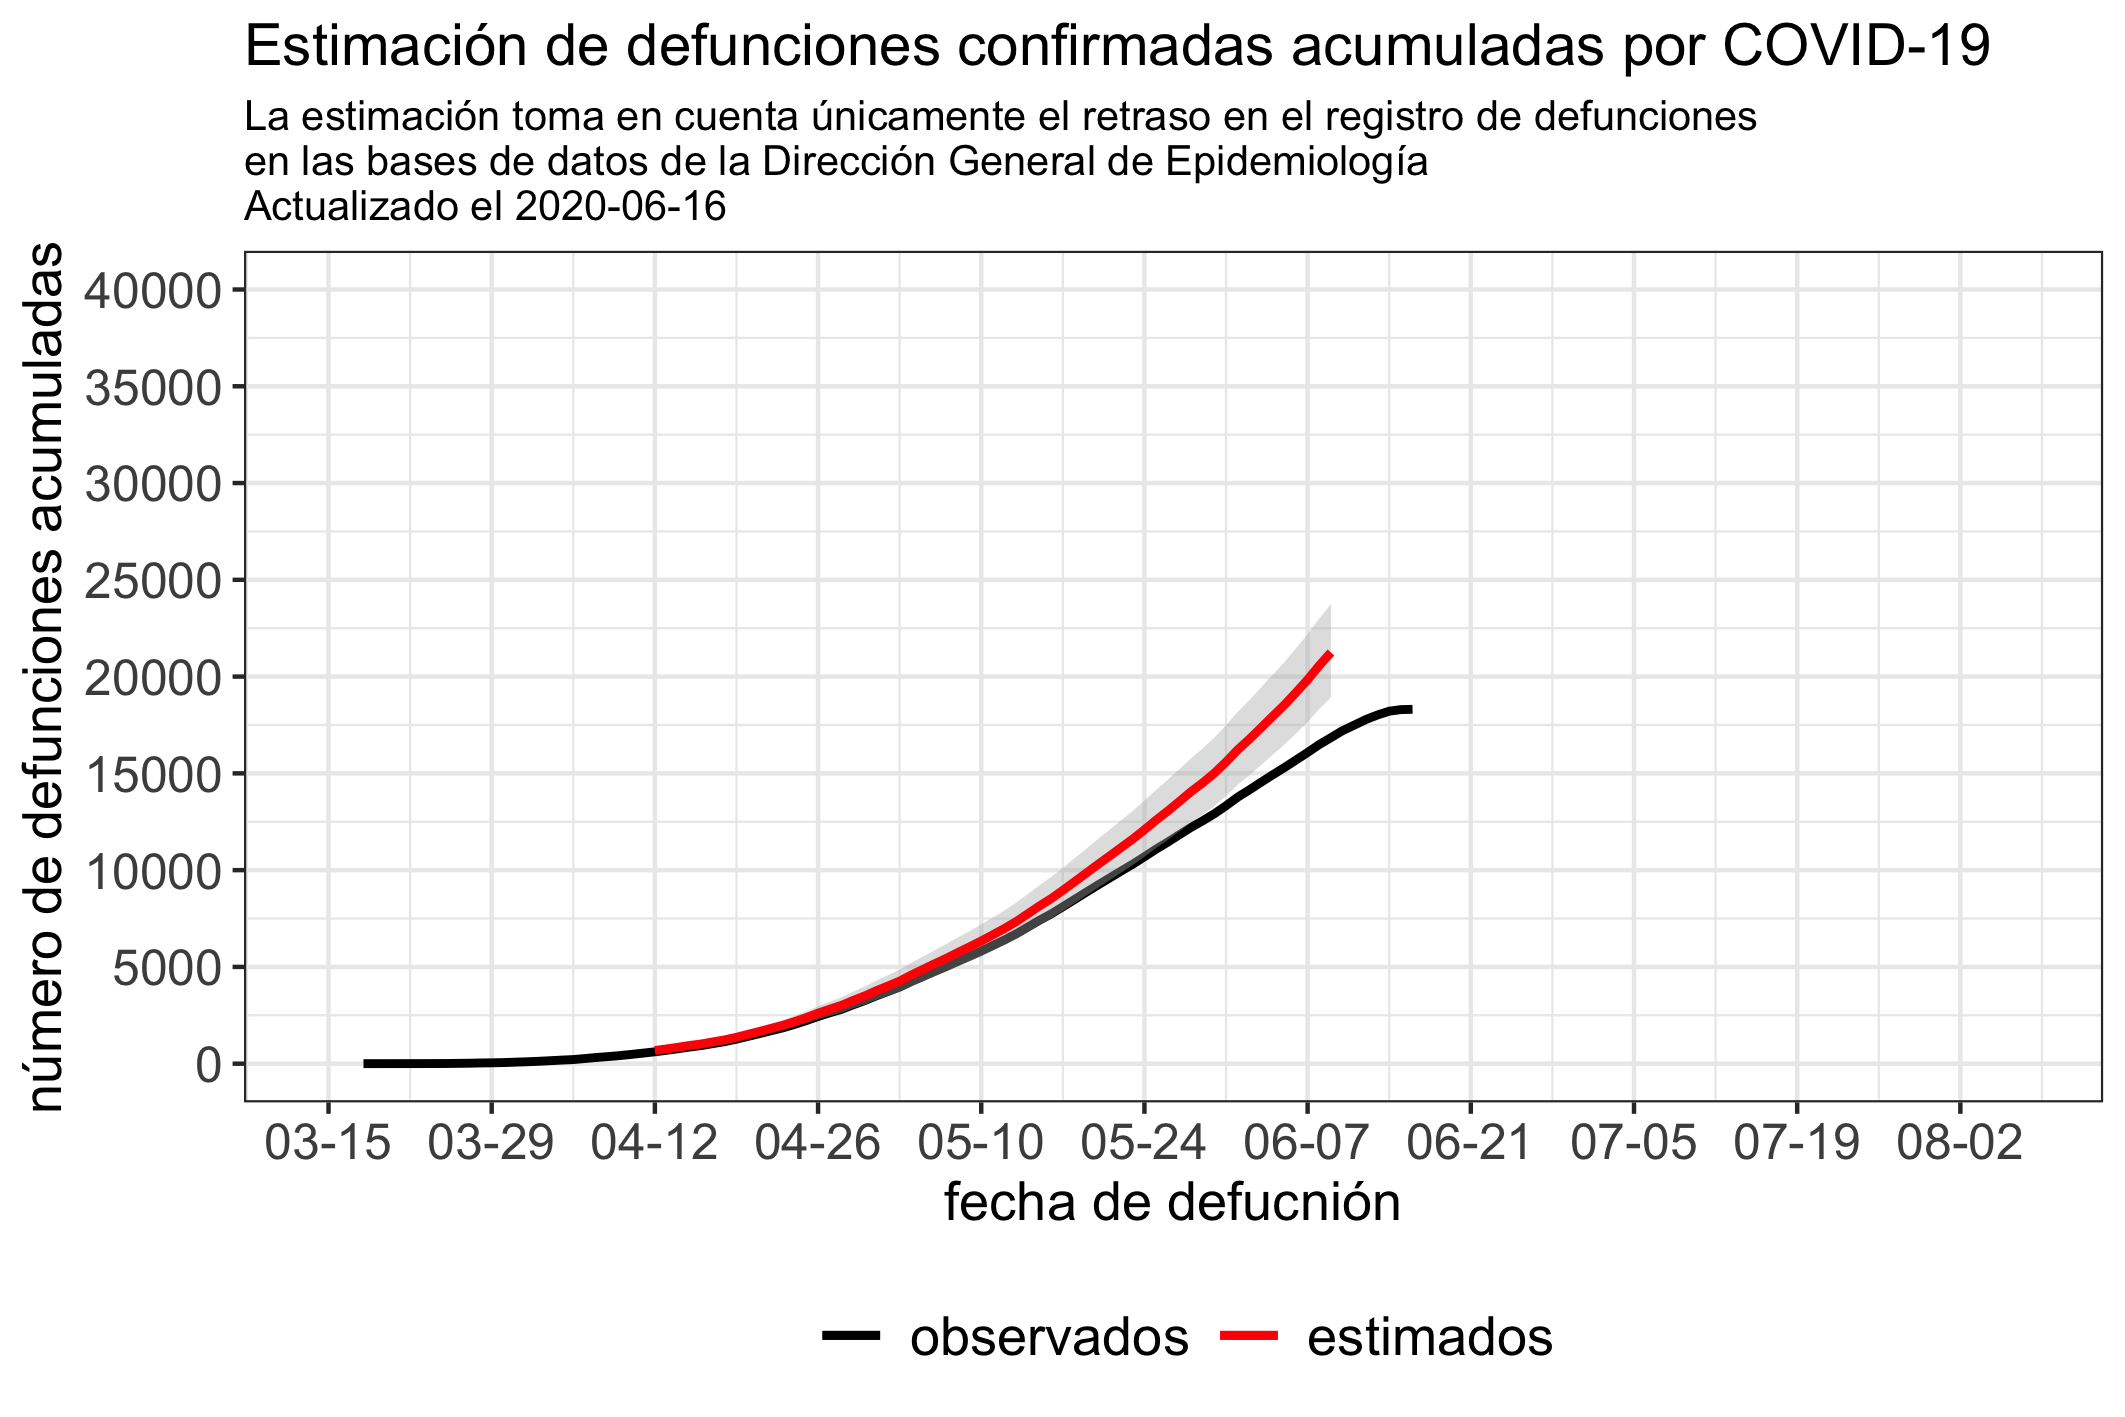 Estimación de defunciones confirmadas acumuladas por COVID-19
La estimación toma en cuenta únicamente el retraso en el registro de defunciones
en las bases de datos de la Dirección General de Epidemiología
Actualizado el 2020-06-16
número de defunciones acumuladas
40000
35000
30000
25000
20000
15000
10000
5000
0
03-15 03-29 04-12 04-26 05-10 05-24 06-07 06-21 07-05 07-19 08-02
fecha de defucnión
observados estimados